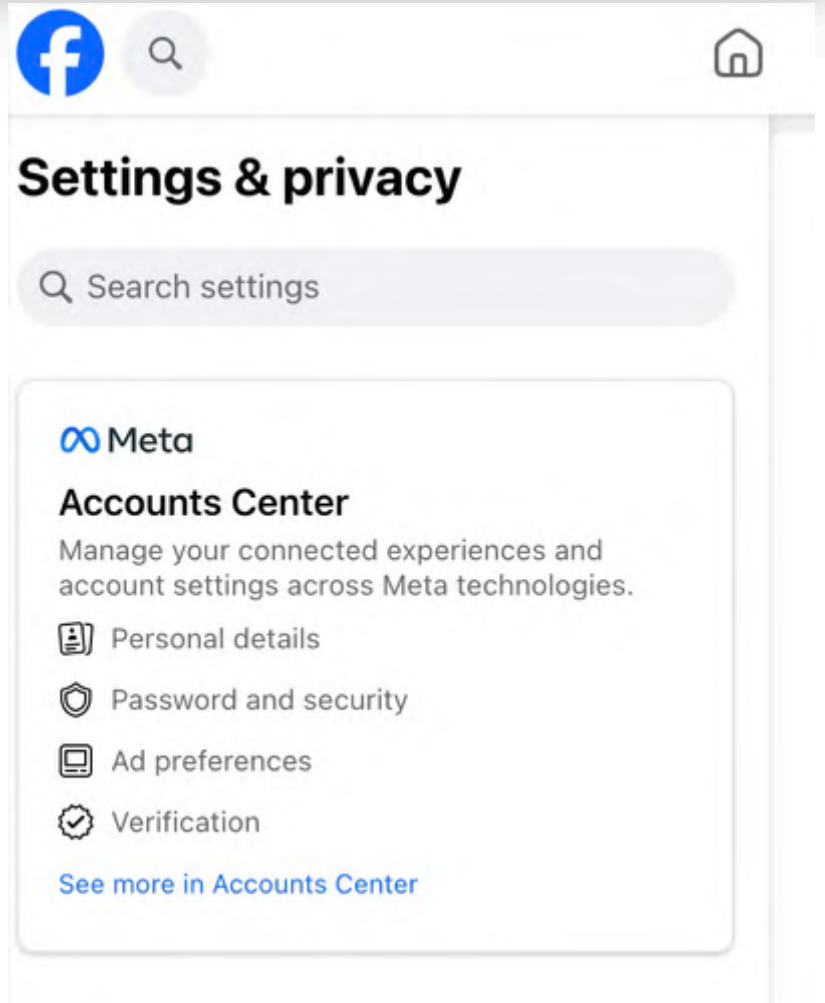 Settings & privacy
Search settings
Meta
Accounts Center
Manage your connected experiences and
account settings across Meta technologies.
Personal details
Password and security
Ad preferences
Verification
See more in Accounts Center